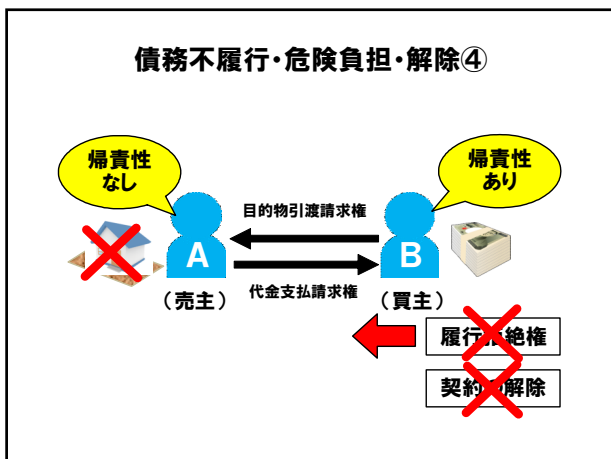 債務不履行・危険負担・解除④
帰責性
なし
帰責性
あり
目的物引渡請求権
A
B
代金支払請求権
（売主）
（買主）
履行拒絶権
契約の解除